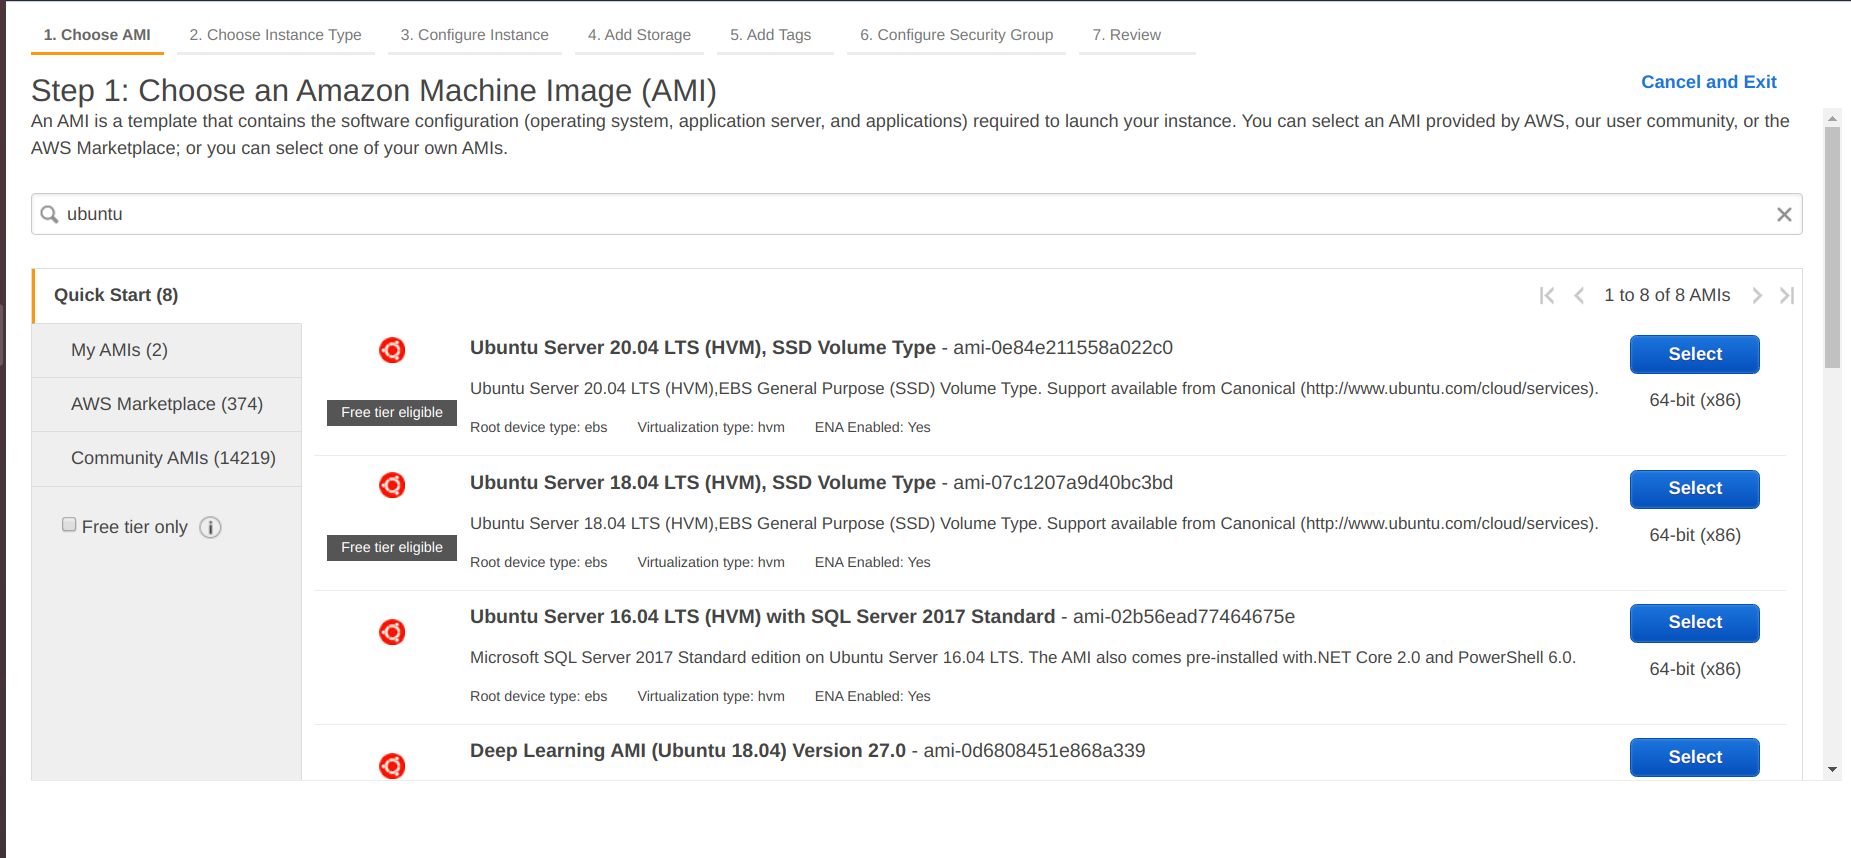 1. Choose AMI 2. Choose Instance Type 3. Configure Instance 4. Add Storage 5. Add Tags 6. Configure Security Group 7. Review
Step 1: Choose an Amazon Machine Image (AMI)
Cancel and Exit
An AMI is a template that contains the software configuration (operating system, application server, and applications) required to launch your instance. You can select an AMI provided by AWS, our user community, or the
AWS Marketplace; or you can select one of your own AMIs.
ubuntu
Quick Start (8)
1 to 8 of 8 AMIs
My AMIs (2)
AWS Marketplace (374)
Community AMIs (14219)
Free tier only
Ubuntu Server 20.04 LTS (HVM), SSD Volume Type - ami-0e84e211558a022c0
Select
Ubuntu Server 20.04 LTS (HVM),EBS General Purpose (SSD) Volume Type. Support available from Canonical (http://www.ubuntu.com/cloud/services).
64-bit (x86)
Free tier eligible
Root device type: ebs Virtualization type: hvm ENA Enabled: Yes
Ubuntu Server 18.04 LTS (HVM), SSD Volume Type - ami-07c1207a9d40bc3bd
Select
Ubuntu Server 18.04 LTS (HVM),EBS General Purpose (SSD) Volume Type. Support available from Canonical (http://www.ubuntu.com/cloud/services).
64-bit (x86)
Free tier eligible
Root device type: ebs Virtualization type: hvm ENA Enabled: Yes
Ubuntu Server 16.04 LTS (HVM) with SQL Server 2017 Standard - ami-02b56ead77464675e
Select
Microsoft SQL Server 2017 Standard edition on Ubuntu Server 16.04 LTS. The AMI also comes pre-installed with.NET Core 2.0 and PowerShell 6.0.
64-bit (x86)
Root device type: ebs Virtualization type: hvm ENA Enabled: Yes
Deep Learning AMI (Ubuntu 18.04) Version 27.0 - ami-0d6808451e868a339
Select